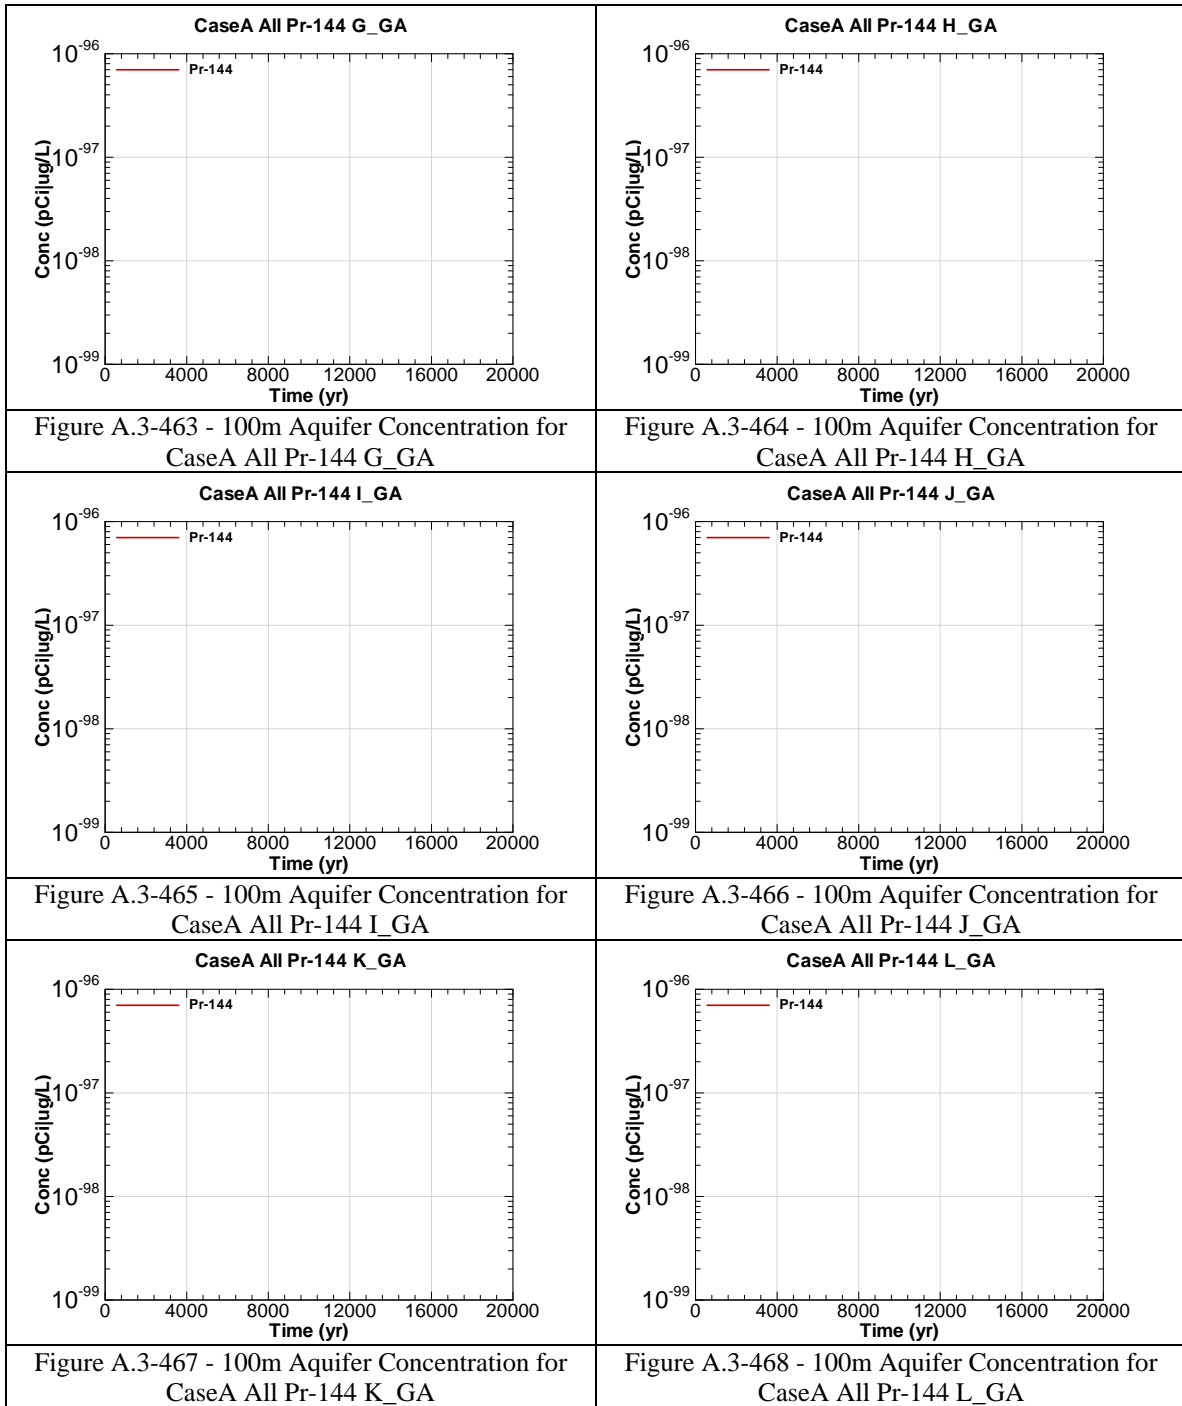 CaseA All Pr-144 G_GA
Pr-144
10-96
10-97
10-98
10-99
Conc (pCi|ug/L)
0 4000 8000 12000 16000 20000
Time (yr)
Figure A.3-463 - 100m Aquifer Concentration for
CaseA All Pr-144 G_GA
CaseA All Pr-144 H_GA
Pr-144
10-96
10-97
10-98
10-99
Conc (pCi|ug/L)
0 4000 8000 12000 16000 20000
Time (yr)
Figure A.3-464 - 100m Aquifer Concentration for
CaseA All Pr-144 H_GA
CaseA All Pr-144 I_GA
Pr-144
10-96
10-97
10-98
10-99
Conc (pCi|ug/L)
0 4000 8000 12000 16000 20000
Time (yr)
Figure A.3-465 - 100m Aquifer Concentration for
CaseA All Pr-144 I_GA
CaseA All Pr-144 J_GA
Pr-144
10-96
10-97
10-98
10-99
Conc (pCi|ug/L)
0 4000 8000 12000 16000 20000
Time (yr)
Figure A.3-466 - 100m Aquifer Concentration for
CaseA All Pr-144 J_GA
CaseA All Pr-144 K_GA
Pr-144
10-96
10-97
10-98
10-99
Conc (pCi|ug/L)
0 4000 8000 12000 16000 20000
Time (yr)
Figure A.3-467 - 100m Aquifer Concentration for
CaseA All Pr-144 K_GA
CaseA All Pr-144 L_GA
Pr-144
10-96
10-97
10-98
10-99
Conc (pCi|ug/L)
0 4000 8000 12000 16000 20000
Time (yr)
Figure A.3-468 - 100m Aquifer Concentration for
CaseA All Pr-144 L_GA